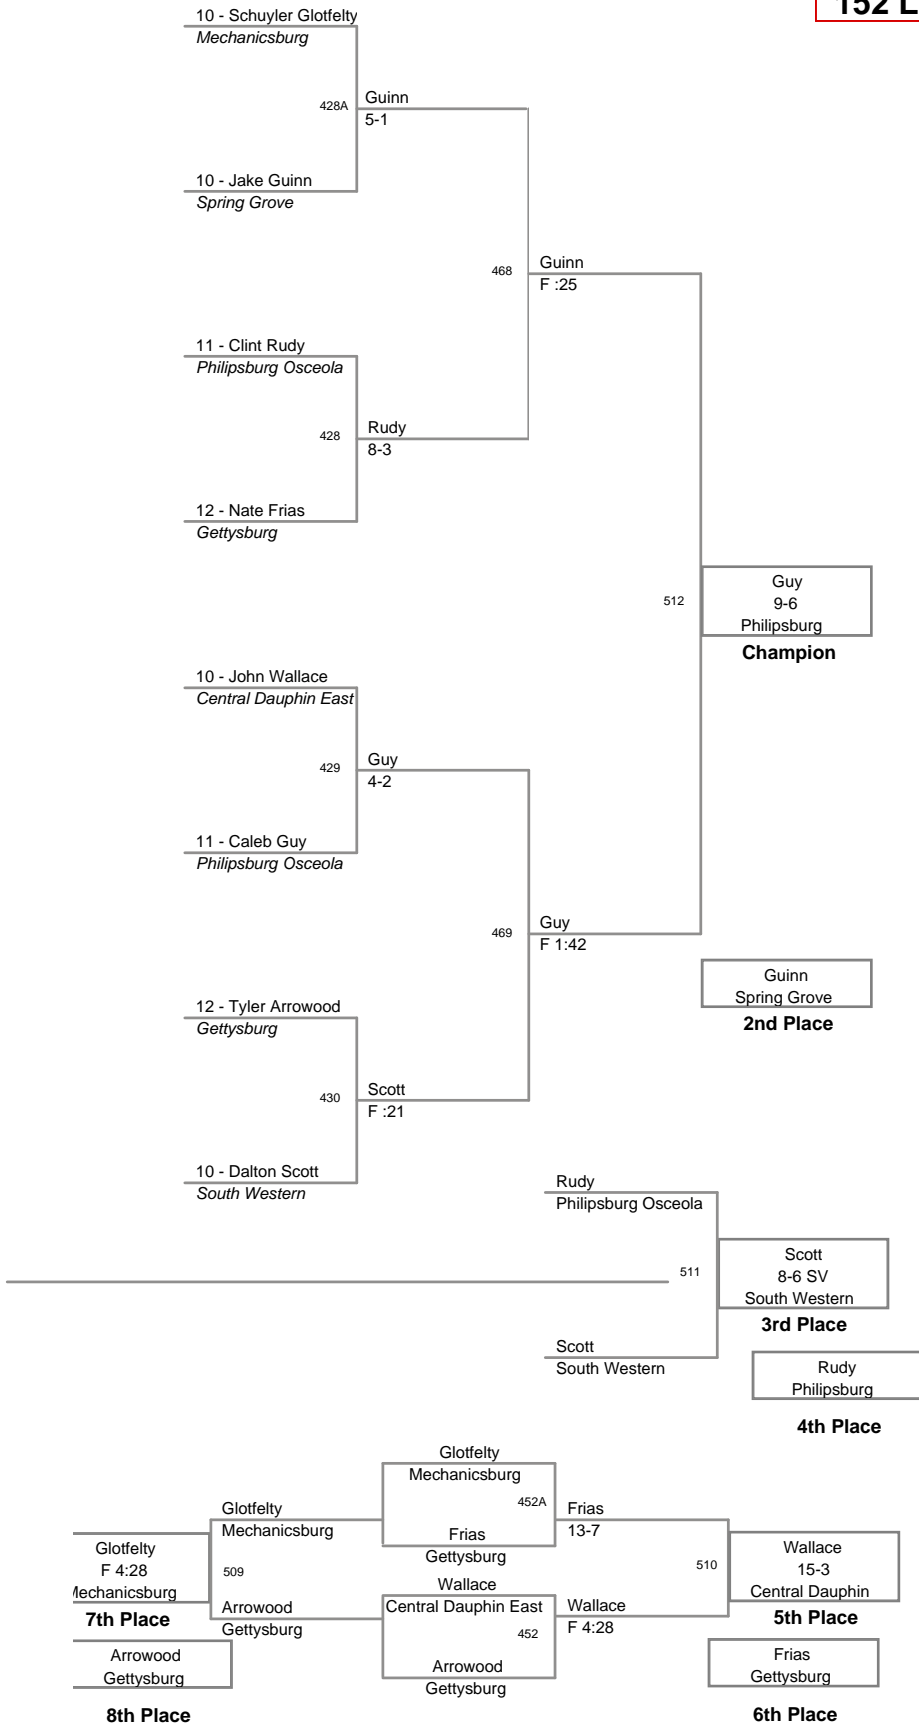 152 L
10 - Schuyler Glotfelty
Mechanicsburg
428A
Guinn
5-1
10 - Jake Guinn
Spring Grove
468
Guinn
F :25
11 - Clint Rudy
Philipsburg Osceola
428
Rudy
8-3
12 - Nate Frias
Gettysburg
512
Guy
9-6
Philipsburg
Champion
10 - John Wallace
Central Dauphin East
429
Guy
4-2
11 - Caleb Guy
Philipsburg Osceola
469
Guy
F 1:42
Guinn
Spring Grove
2nd Place
12 - Tyler Arrowood
Gettysburg
430
Scott
F :21
10 - Dalton Scott
South Western
Rudy
Philipsburg Osceola
511
Scott
8-6 SV
South Western
3rd Place
Scott
South Western
Rudy
Philipsburg
4th Place
Glotfelty
Mechanicsburg
452A
Frias
Gettysburg
Glotfelty
Mechanicsburg
Frias
13-7
Glotfelty
F 4:28
Mechanicsburg
7th Place
509
510
Wallace
15-3
Central Dauphin
5th Place
Wallace
Central Dauphin East
452
Arrowood
Gettysburg
Arrowood
Gettysburg
Wallace
F 4:28
Arrowood
Gettysburg
8th Place
Frias
Gettysburg
6th Place